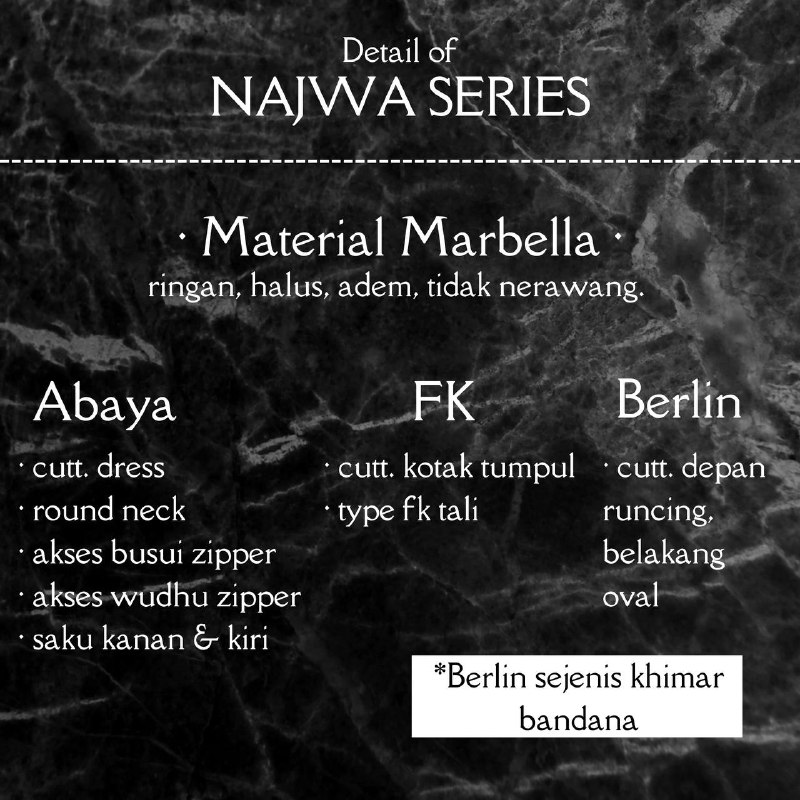 Detail of
NAJWA SERIES
· Material Marbella ·
ringan, halus, adem, tidak nerawang.
Abaya
· cutt. dress
· round neck
· akses busui zipper
· akses wudhu zipper
· saku kanan & kiri
FK
· cutt. kotak tumpul
· type fk tali
Berlin
· cutt. depan
runcing,
belakang
oval
*Berlin sejenis khimar
bandana